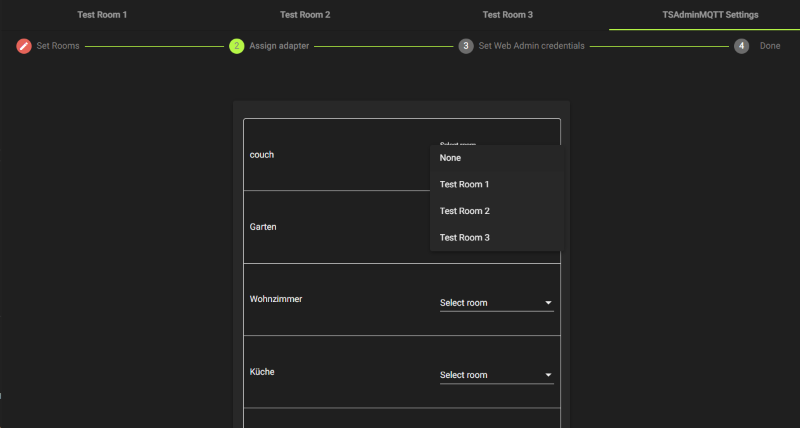 Test Room 1 Test Room 2 Test Room 3 TSAdminMQTT Settings
Set Rooms 2 Assign adapter 3 Set Web Admin credentials 4 Done
Select room
couch
None
Test Room 1
Test Room 2
Garten
Test Room 3
Wohnzimmer Select room
Küche Select room